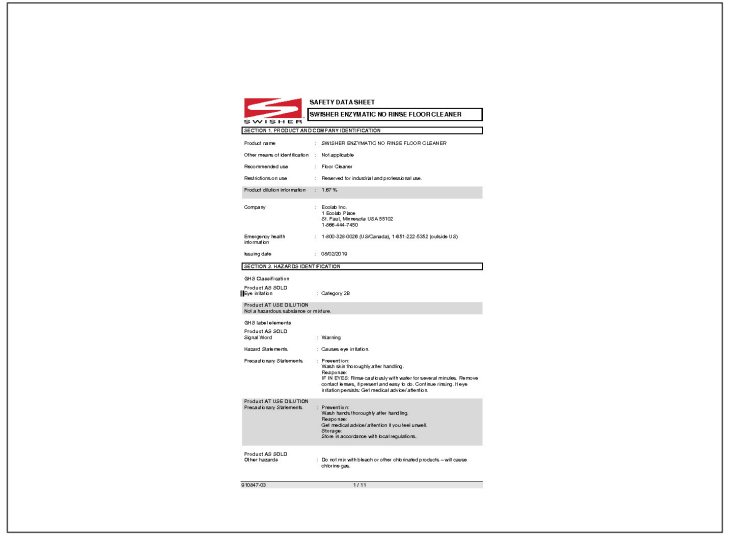 SAFETY DATA SHEET
SWISHER
SWISHER ENZYMATIC NO RINSE FLOOR CLEANER
SECTION 1. PRODUCT AND COMPANY IDENTIFICATION
Product name : SWISHER ENZYMATIC NO RINSE FLOOR CLEANER
Other means of identification : Not applicable
Recommended use : Floor Cleaner
Restrictions on use : Reserved for industrial and professional use.
Product dilution information : 1.67 %
Company : Ecolab Inc.
1 Ecolab Place
St. Paul, Minnesota USA 55102
1-866-444-7450
Emergency health information : 1-800-328-0026 (US/Canada), 1-651-222-5352 (outside US)
Issuing date : 08/02/2019
SECTION 2. HAZARDS IDENTIFICATION
GHS Classification
Product AS SOLD
Eye irritation : Category 2B
Product AT USE DILUTION
Not a hazardous substance or mixture.
GHS label elements
Product AS SOLD
Signal Word : Warning
Hazard Statements : Causes eye irritation.
Precautionary Statements : Prevention:
Wash skin thoroughly after handling.
Response:
IF IN EYES: Rinse cautiously with water for several minutes. Remove
contact lenses, if present and easy to do. Continue rinsing. If eye
irritation persists: Get medical advice/ attention.
Product AT USE DILUTION
Precautionary Statements : Prevention:
Wash hands thoroughly after handling.
Response:
Get medical advice/ attention if you feel unwell.
Storage:
Store in accordance with local regulations.
Product AS SOLD
Other hazards : Do not mix with bleach or other chlorinated products – will cause
chlorine gas.
910847-03 1 / 11